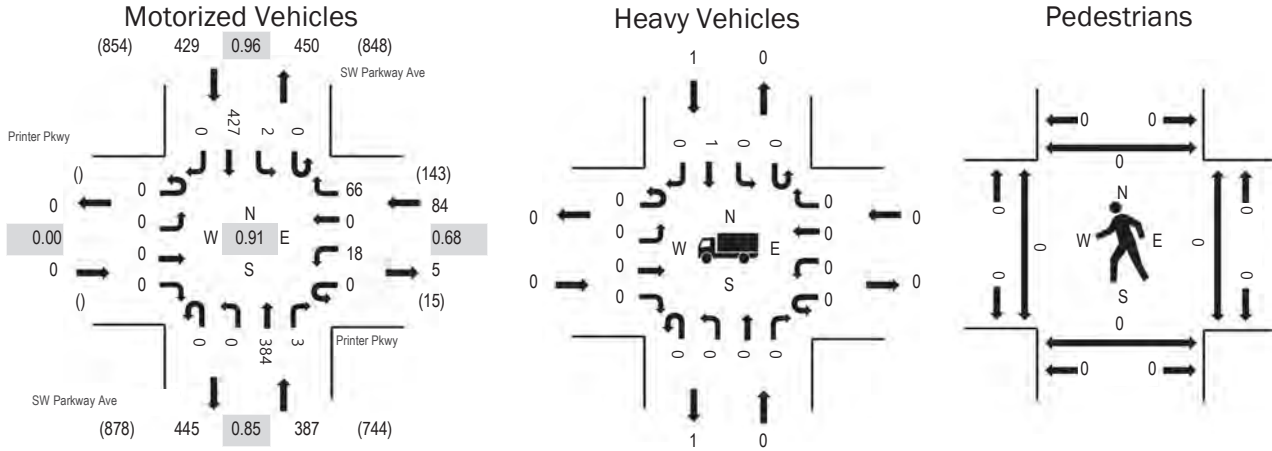 Motorized Vehicles
(854) 429 0.96 450 (848)
SW Parkway Ave
0 427 2 0
Printer Pkwy
() 0 66 (143)
0 0 N 0 84
0.00 W 0.91 E 0.68
0 0 S 18 5
() 0 0 (15)
0 0 384 3
Printer Pkwy
SW Parkway Ave
(878) 445 0.85 387 (744)
Heavy Vehicles
1 0
0 1 0 0
0 0
0 0 N 0 0
W E
0 0 S 0 0
0 0
0 0 0 0
1 0
Pedestrians
0 0
0
N
0 0
W E
0 0
S
0 0
0
0 0